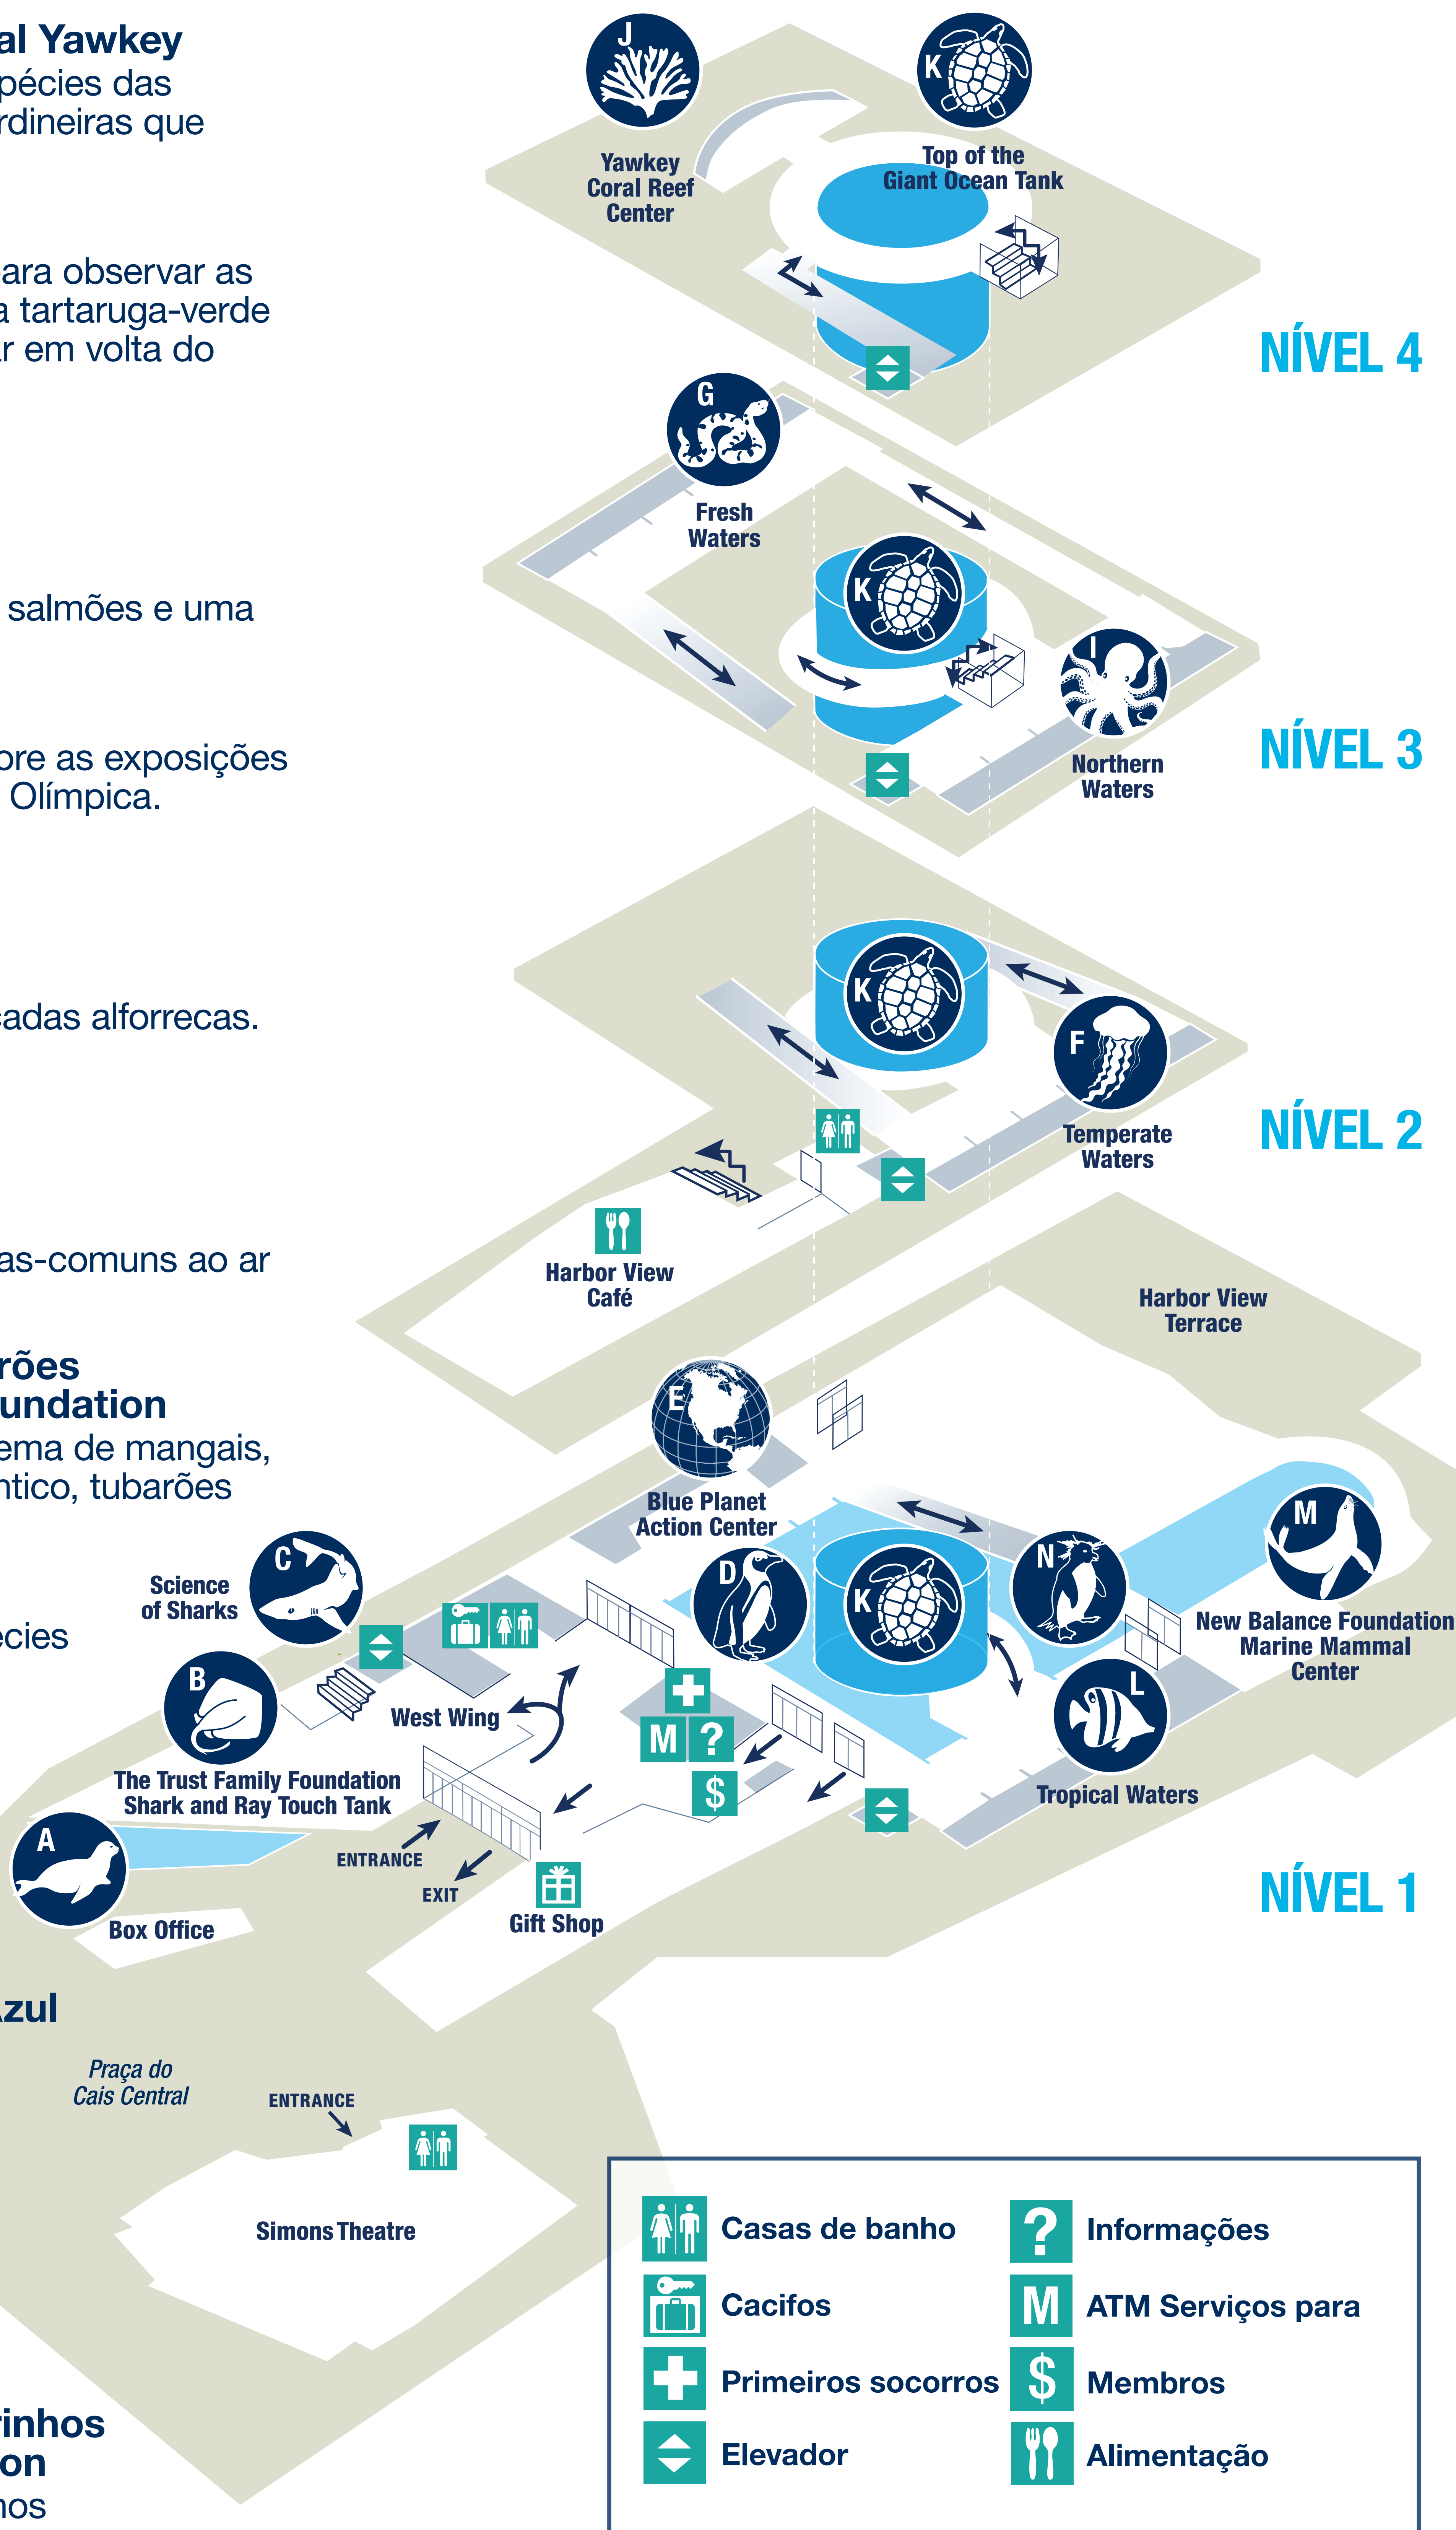 al Yawkey
pécies das
rdineiras que
para observar as
a tartaruga-verde
ar em volta do
salmões e uma
ore as exposições
Olímpica.
cadas alforrecas.
as-comuns ao ar
rões
undation
ema de mangais,
ntico, tubarões
écies
Azul
rinhos
on
nos
J
Yawkey
Coral Reef
Center
K
Top of the
Giant Ocean Tank
NÍVEL 4
G
Fresh
Waters
K
I
Northern
Waters
NÍVEL 3
K
F
Temperate
Waters
NÍVEL 2
Harbor View
Café
Harbor View
Terrace
E
Blue Planet
Action Center
C
Science
of Sharks
D
K
N
M
New Balance Foundation
Marine Mammal
Center
B
The Trust Family Foundation
Shark and Ray Touch Tank
West Wing
M ?
$
L
Tropical Waters
A
Box Office
ENTRANCE
EXIT
Gift Shop
NÍVEL 1
Praça do
Cais Central
ENTRANCE
Simons Theatre
Casas de banho
Cacifos
Primeiros socorros
Elevador
? Informações
M ATM Serviços para
$ Membros
Alimentação